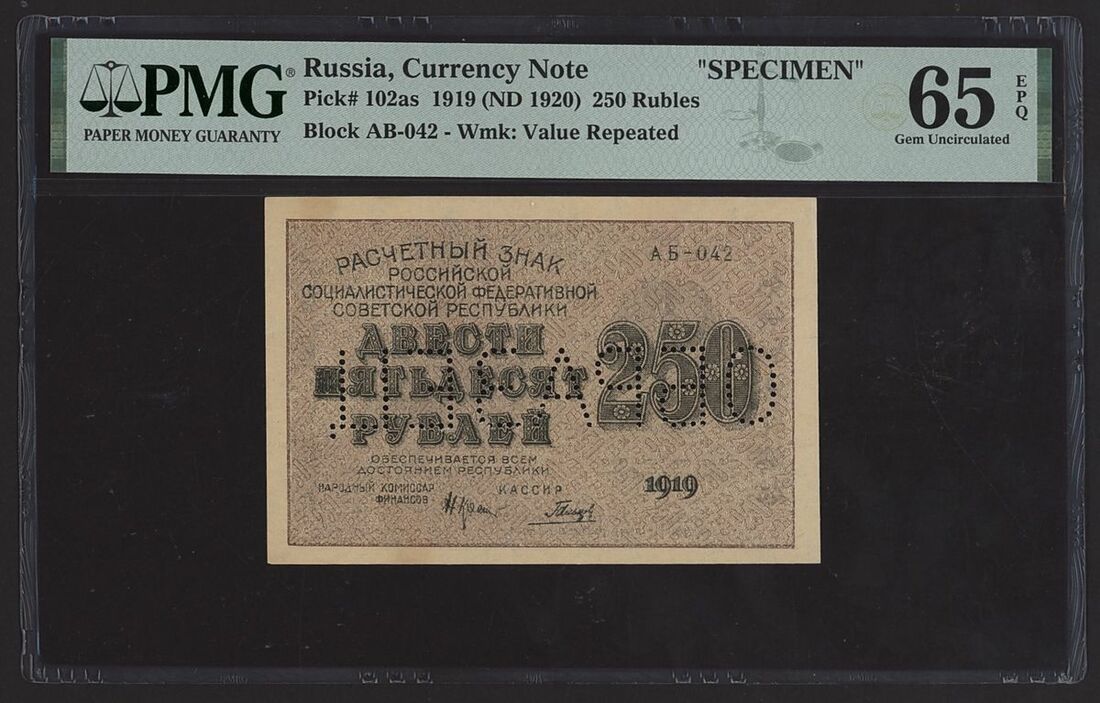 PMG®
PAPER MONEY GUARANTY
Russia, Currency Note "SPECIMEN"
Pick# 102as 1919 (ND 1920) 250 Rubles
Block AB-042 - Wmk: Value Repeated
65
EPQ
Gem Uncirculated
РАСЧЕТНЫЙ ЗНАК
РОССИЙСКОЙ
СОЦИАЛИСТИЧЕСКОЙ ФЕДЕРАТИВНОЙ
СОВЕТСКОЙ РЕСПУБЛИКИ
АБ-042
ДВЕСТИ
ПЯТЬДЕСЯТ
РУБЛЕЙ
250
ОБЕСПЕЧИВАЕТСЯ ВСЕМ
ДОСТОЯНИЕМ РЕСПУБЛИКИ
НАРОДНЫЙ КОМИССАР
ФИНАНСОВ
КАССИР
1919